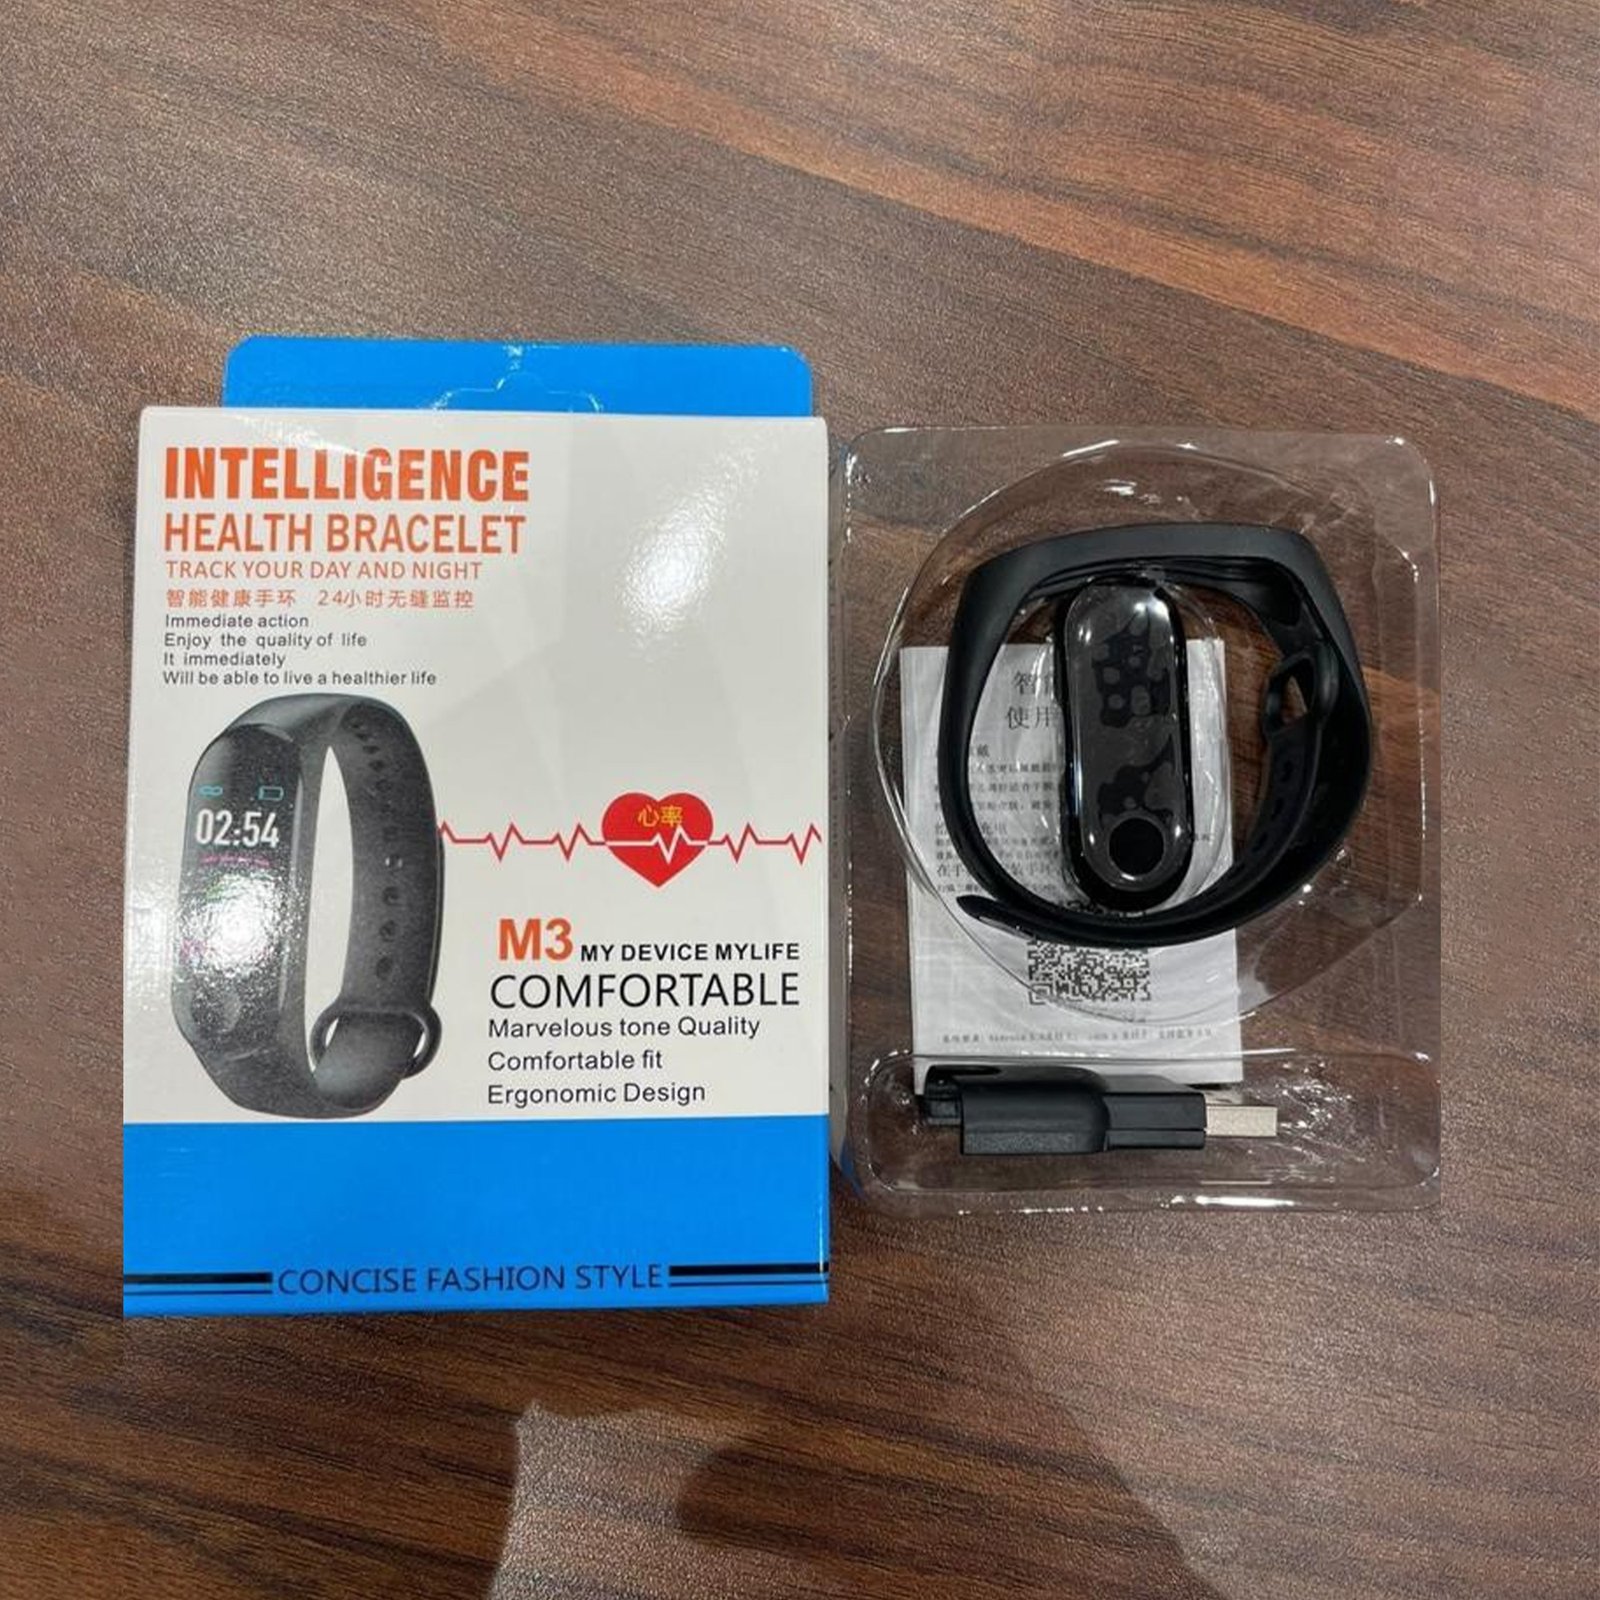 INTELLIGENCE
HEALTH BRACELET
TRACK YOUR DAY AND NIGHT
智能健康手环 24小时无缝监控
Immediate action
Enjoy the quality of life
It immediately
Will be able to live a healthier life
02:54
心率
M3 MY DEVICE MYLIFE
COMFORTABLE
Marvelous tone Quality
Comfortable fit
Ergonomic Design
CONCISE FASHION STYLE
智
使用